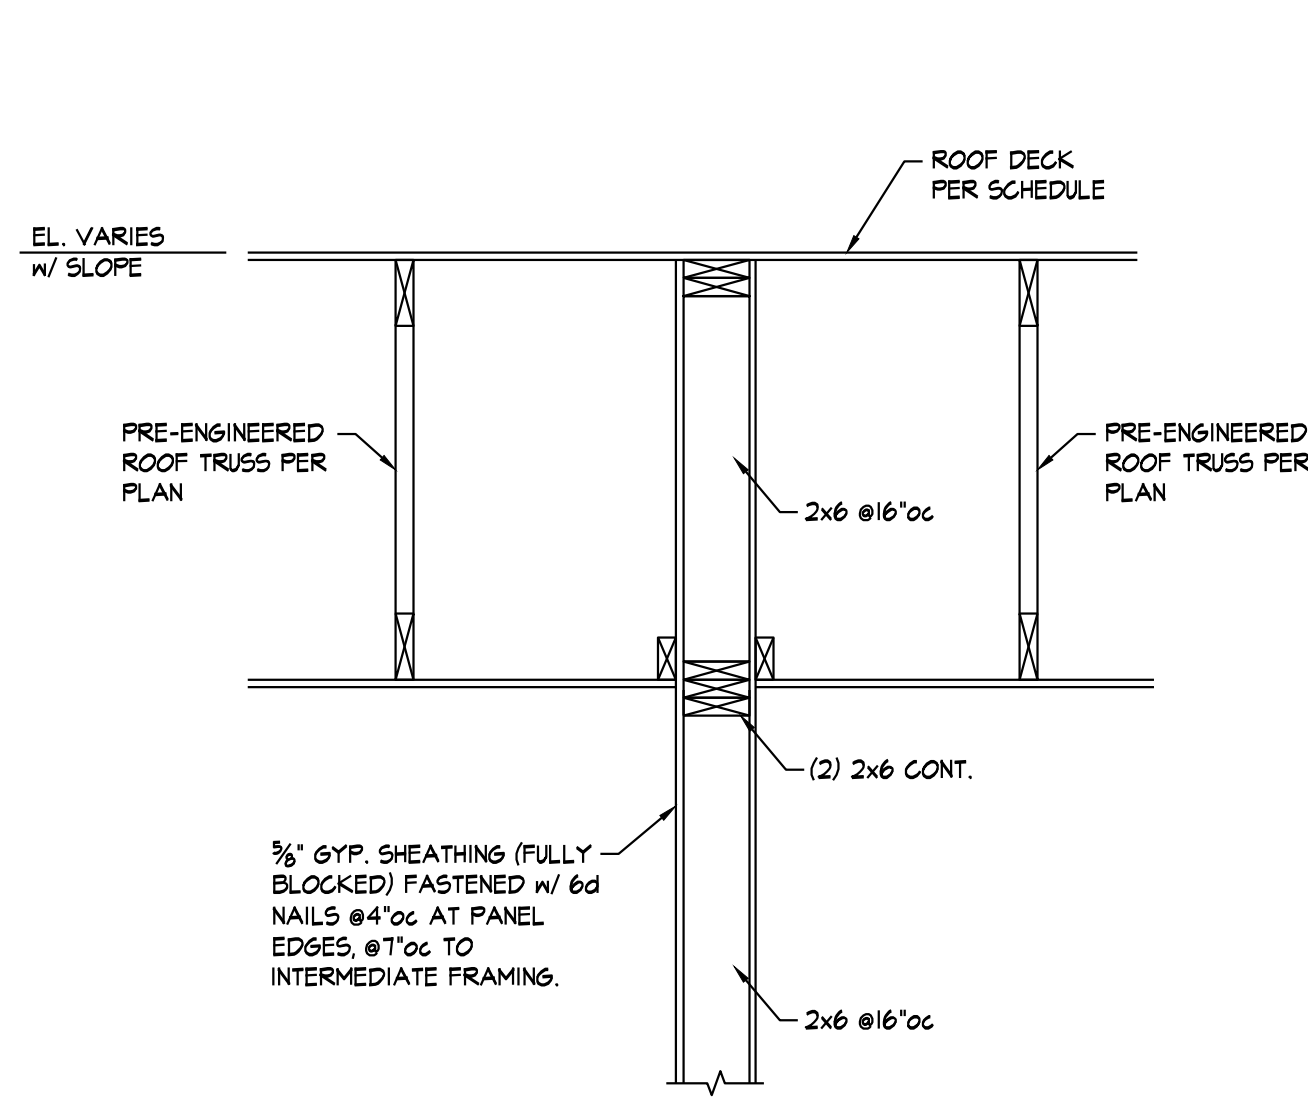 ROOF DECK
PER SCHEDULE
EL. VARIES
w/ SLOPE
PRE-ENGINEERED
ROOF TRUSS PER
PLAN
PRE-ENGINEERED
ROOF TRUSS PER
PLAN
2x6 @16"oc
(2) 2x6 CONT.
⅝" GYP. SHEATHING (FULLY
BLOCKED) FASTENED w/ 6d
NAILS @4"oc AT PANEL
EDGES, @7"oc TO
INTERMEDIATE FRAMING.
2x6 @16"oc